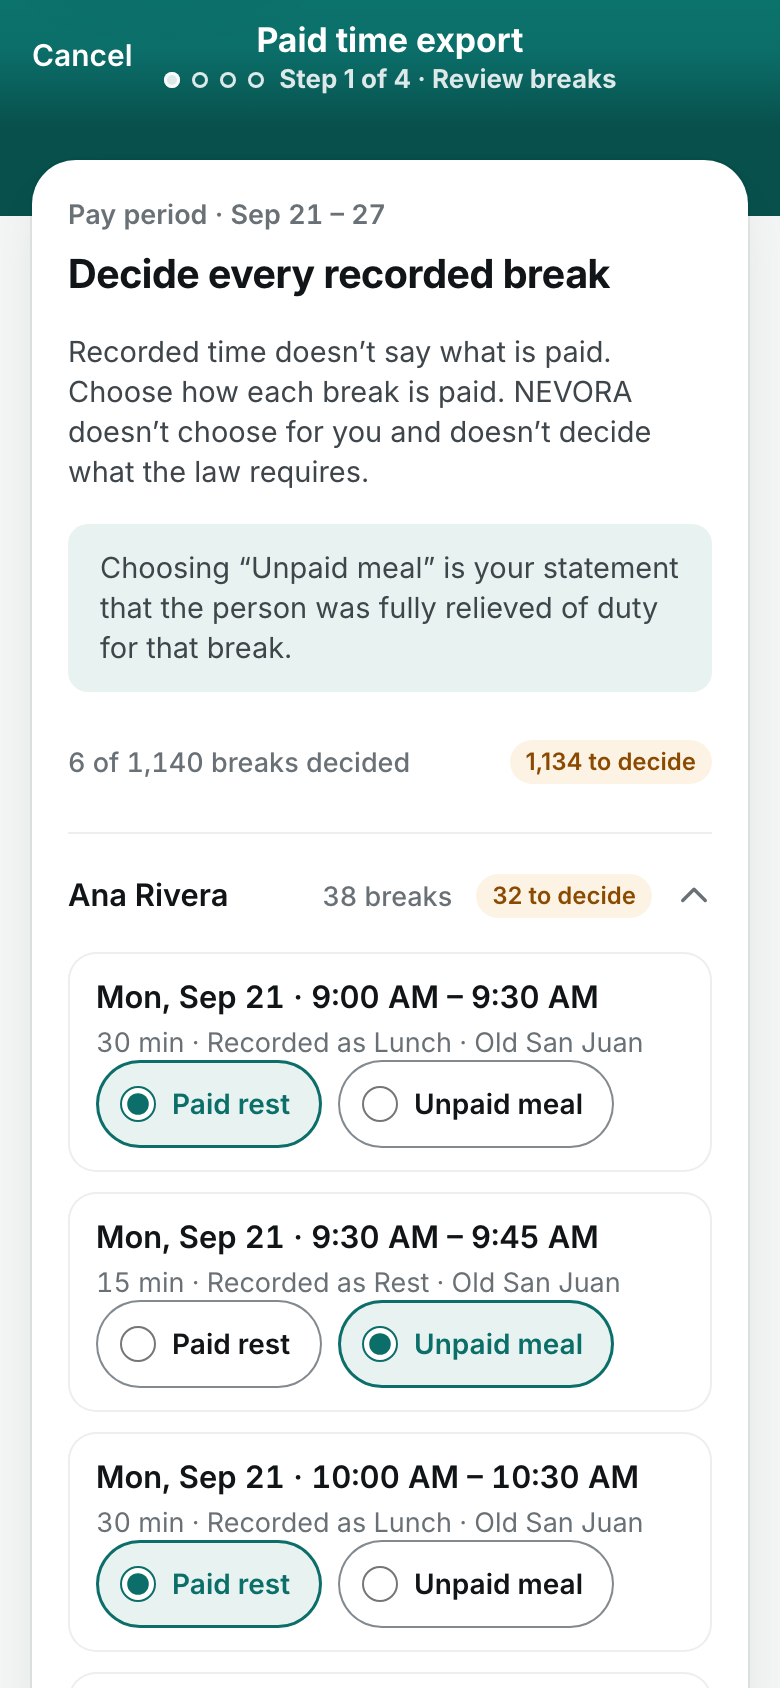 Cancel
Paid time export
Step 1 of 4 · Review breaks
Pay period · Sep 21 – 27
Decide every recorded break
Recorded time doesn’t say what is paid.
Choose how each break is paid. NEVORA
doesn’t choose for you and doesn’t decide
what the law requires.
Choosing “Unpaid meal” is your statement
that the person was fully relieved of duty
for that break.
6 of 1,140 breaks decided
1,134 to decide
Ana Rivera
38 breaks
32 to decide
Mon, Sep 21 · 9:00 AM – 9:30 AM
30 min · Recorded as Lunch · Old San Juan
Paid rest
Unpaid meal
Mon, Sep 21 · 9:30 AM – 9:45 AM
15 min · Recorded as Rest · Old San Juan
Paid rest
Unpaid meal
Mon, Sep 21 · 10:00 AM – 10:30 AM
30 min · Recorded as Lunch · Old San Juan
Paid rest
Unpaid meal